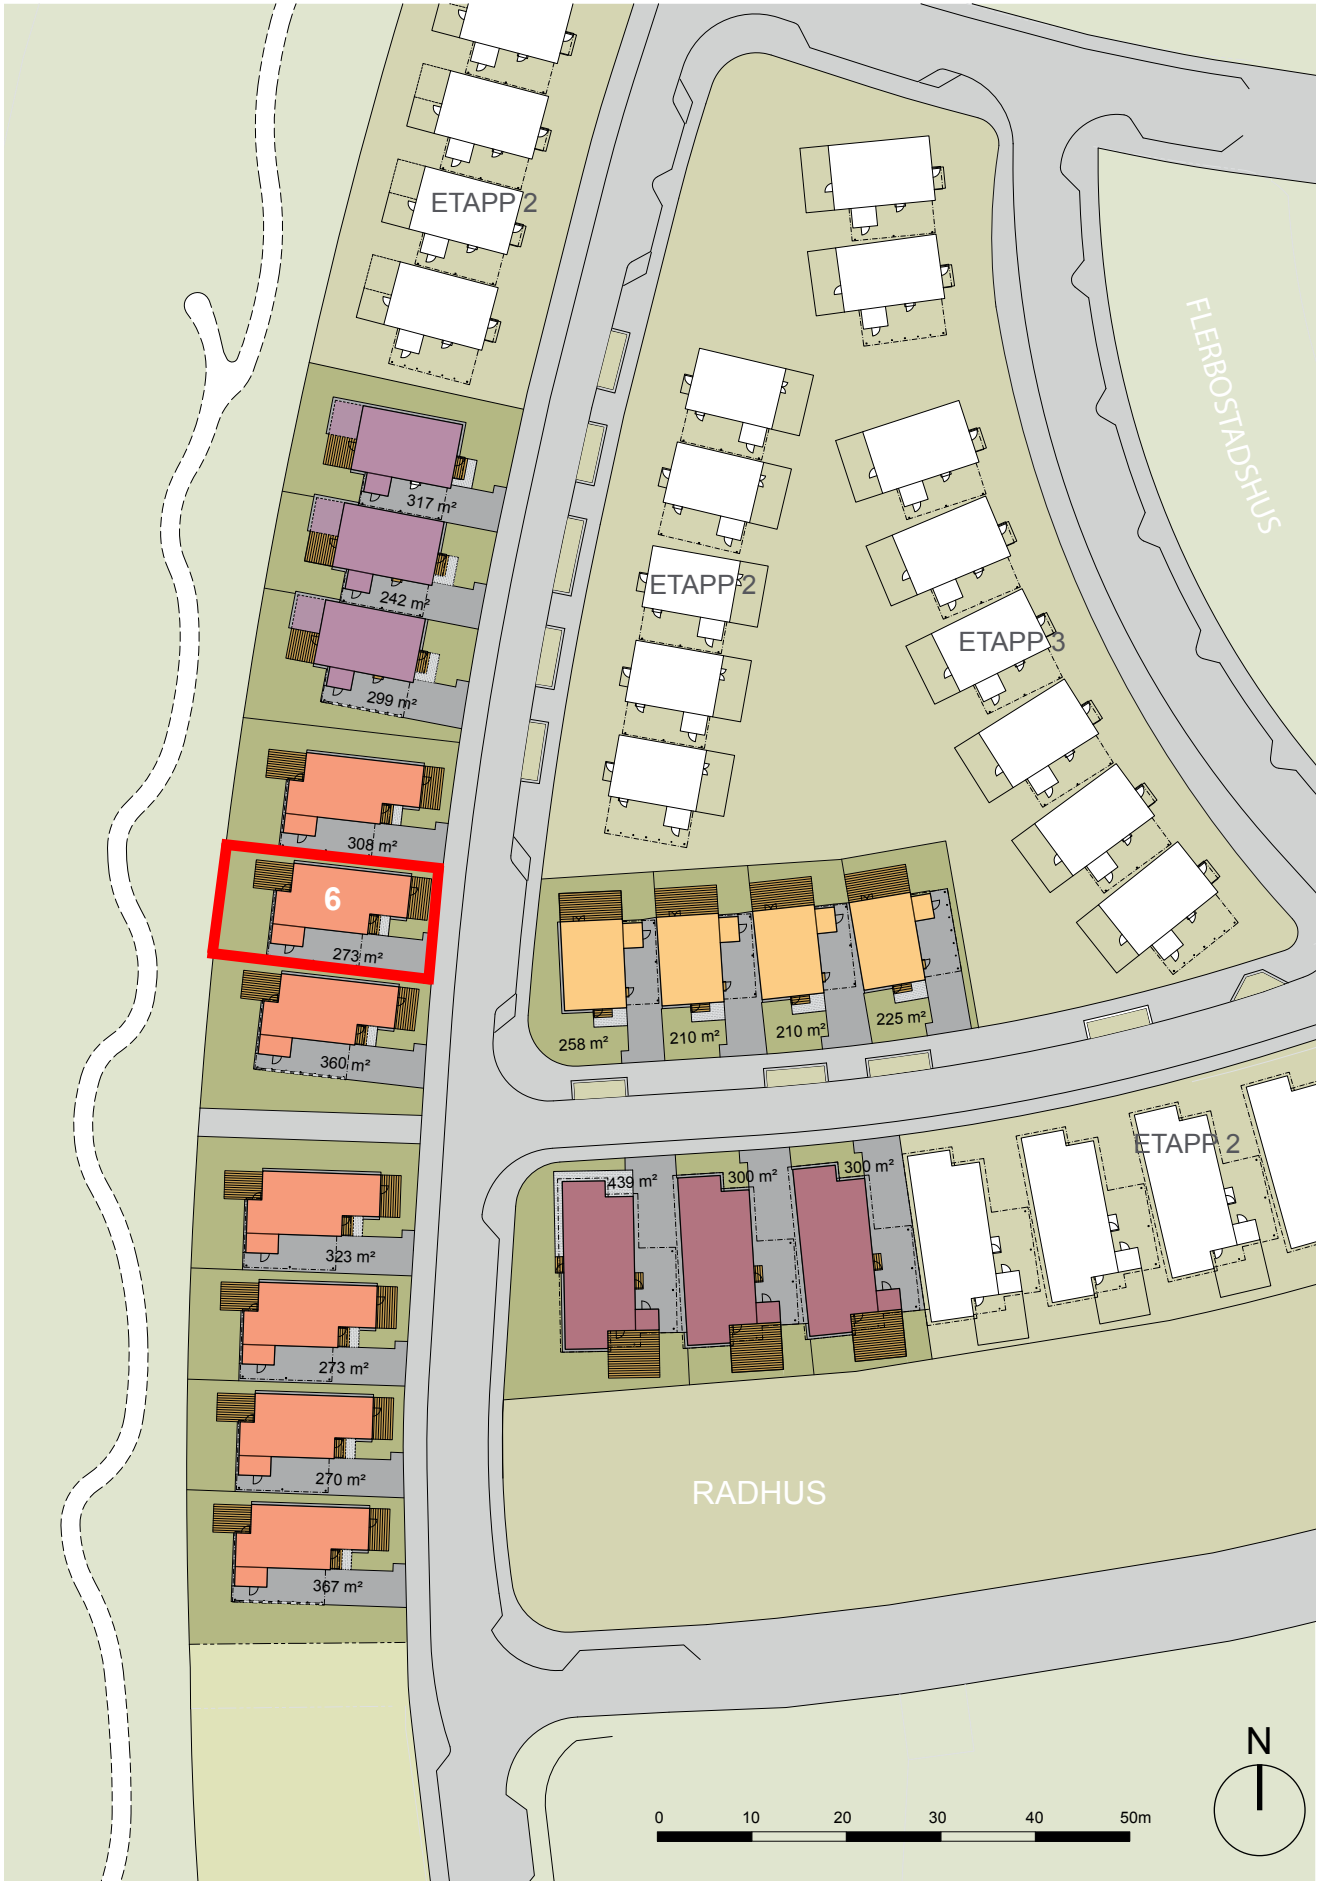 ETAPP 2
FLERBOSTADSHUS
317 m²
242 m²
ETAPP 2
ETAPP 3
299 m²
308 m²
6
273 m²
258 m²
210 m²
210 m²
225 m²
360 m²
ETAPP 2
439 m²
300 m²
300 m²
323 m²
273 m²
270 m²
RADHUS
367 m²
N
0 10 20 30 40 50m